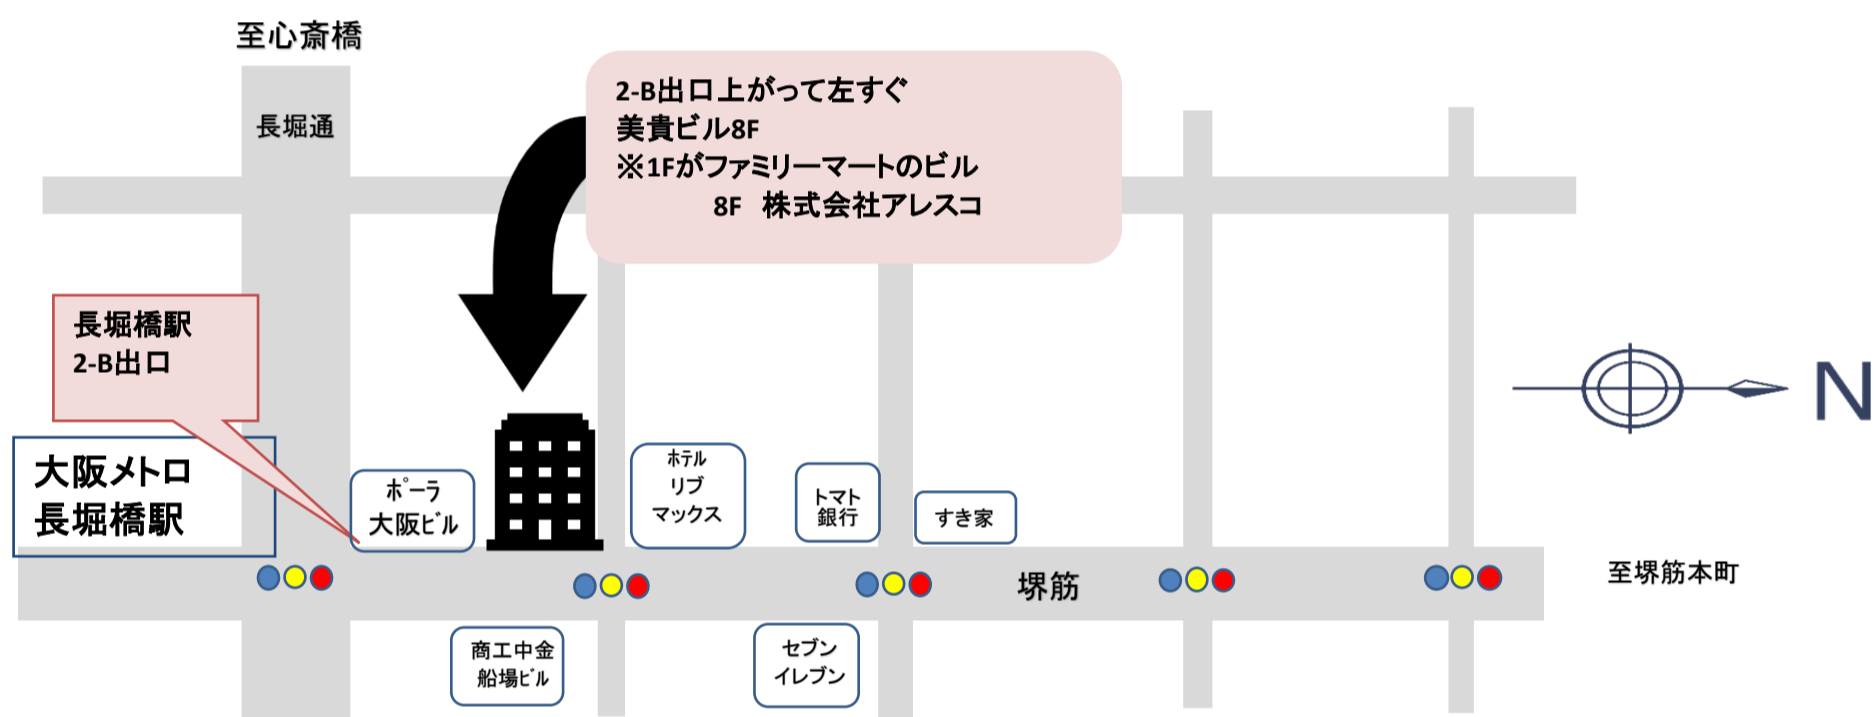 至心斎橋
長堀通
2-B出口上がって左すぐ
美貴ビル8F
※1Fがファミリーマートのビル
8F 株式会社アレスコ
長堀橋駅
2-B出口
大阪メトロ
長堀橋駅
ポーラ
大阪ビル
ホテル
リブ
マックス
トマト
銀行
すき家
N
堺筋
至堺筋本町
商工中金
船場ビル
セブン
イレブン